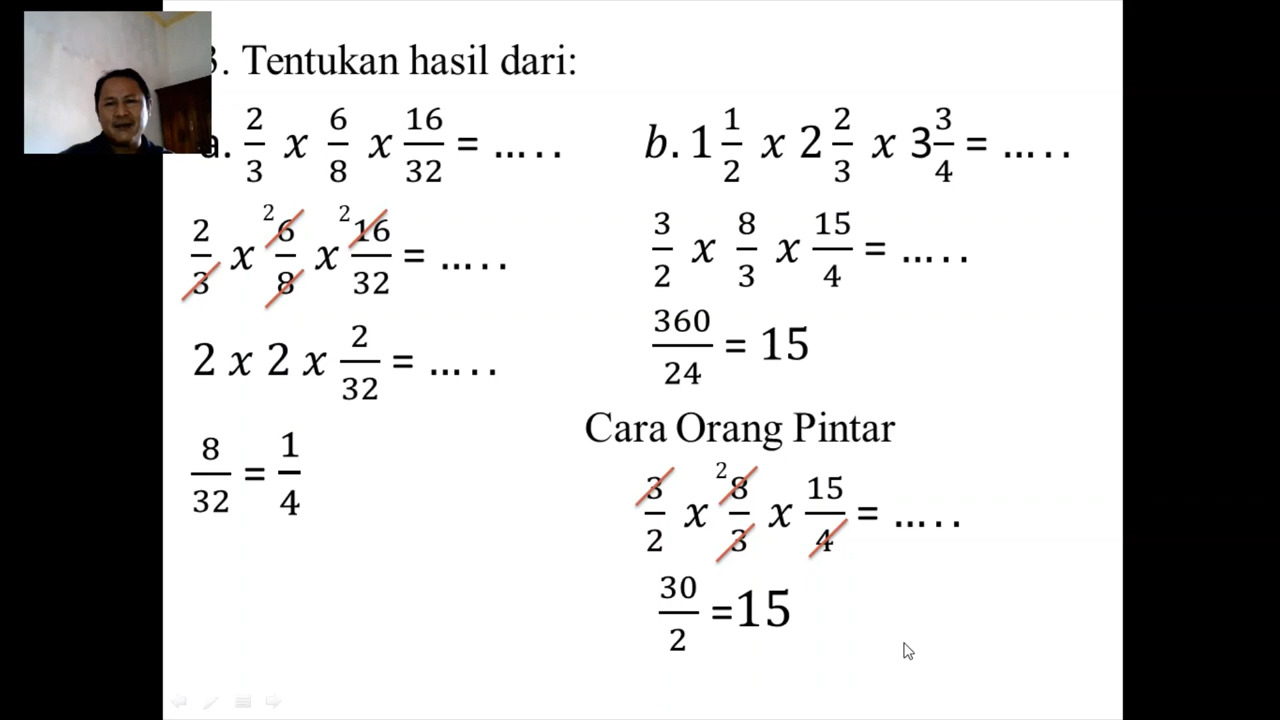 3. Tentukan hasil dari:
a. 2/3 x 6/8 x 16/32 = .....
2/3 x 2 6/8 x 2 16/32 = .....
2 x 2 x 2/32 = .....
8/32 = 1/4
b. 1 1/2 x 2 2/3 x 3 3/4 = .....
3/2 x 8/3 x 15/4 = .....
360/24 = 15
Cara Orang Pintar
3/2 x 2 8/3 x 15/4 = .....
30/2 =15